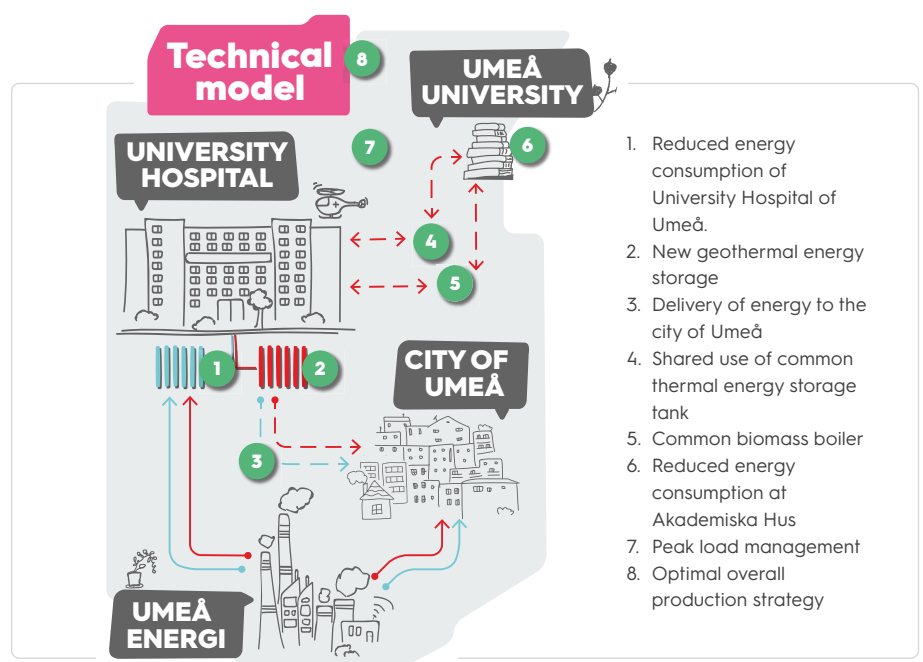 Technical
model
8
UMEÅ
UNIVERSITY
7
6
UNIVERSITY
HOSPITAL
4
5
1
2
CITY OF
UMEÅ
3
UMEÅ
ENERGI
1. Reduced energy
consumption of
University Hospital of
Umeå.
2. New geothermal energy
storage
3. Delivery of energy to the
city of Umeå
4. Shared use of common
thermal energy storage
tank
5. Common biomass boiler
6. Reduced energy
consumption at
Akademiska Hus
7. Peak load management
8. Optimal overall
production strategy